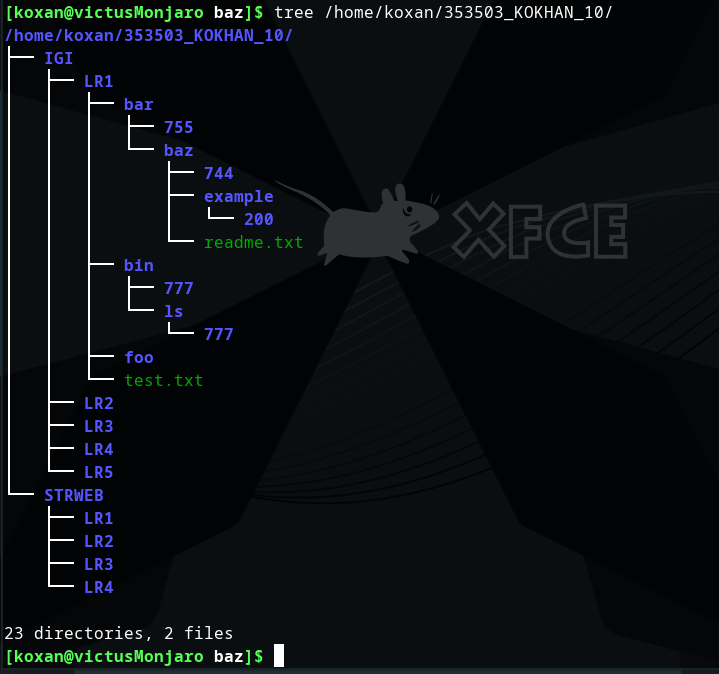 [koxan@victusMonjaro baz]$ tree /home/koxan/353503_KOKHAN_10/
/home/koxan/353503_KOKHAN_10/
IGI
LR1
bar
755
baz
744
example
200
readme.txt
bin
777
ls
777
foo
test.txt
LR2
LR3
LR4
LR5
STRWEB
LR1
LR2
LR3
LR4
23 directories, 2 files
[koxan@victusMonjaro baz]$
XFCE